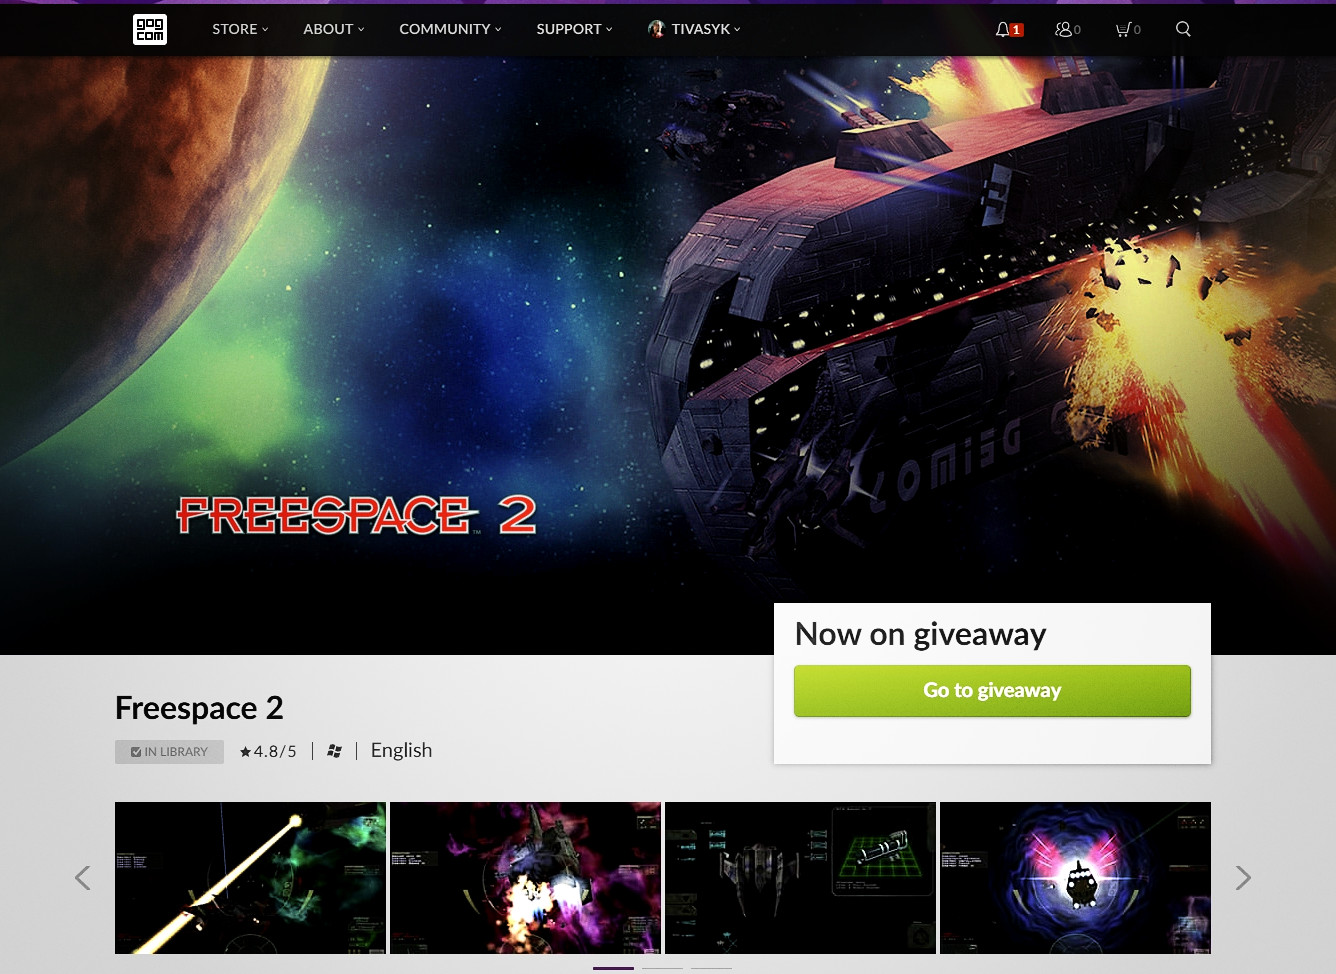 gog
com
STORE
ABOUT
COMMUNITY
SUPPORT
TIVASYK
1
0
0
FREESPACE 2
™
Now on giveaway
Go to giveaway
Freespace 2
IN LIBRARY
4.8/5
English